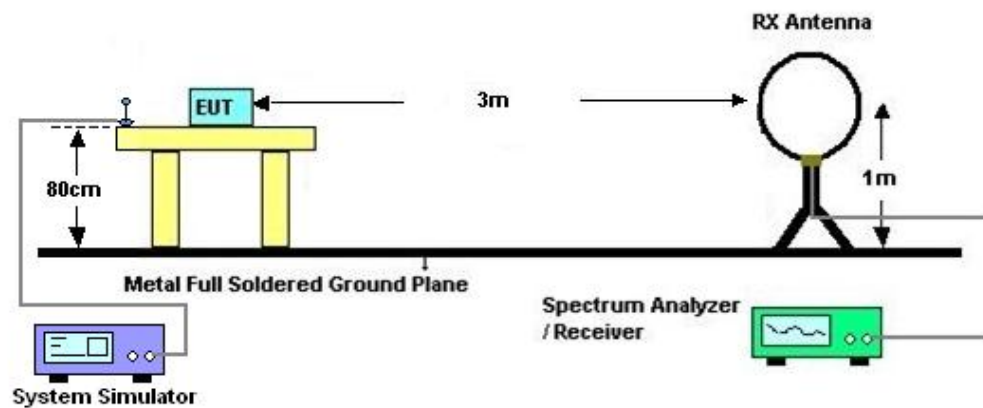 RX Antenna
EUT
3m
80cm
1m
Metal Full Soldered Ground Plane
Spectrum Analyzer
/ Receiver
System Simulator